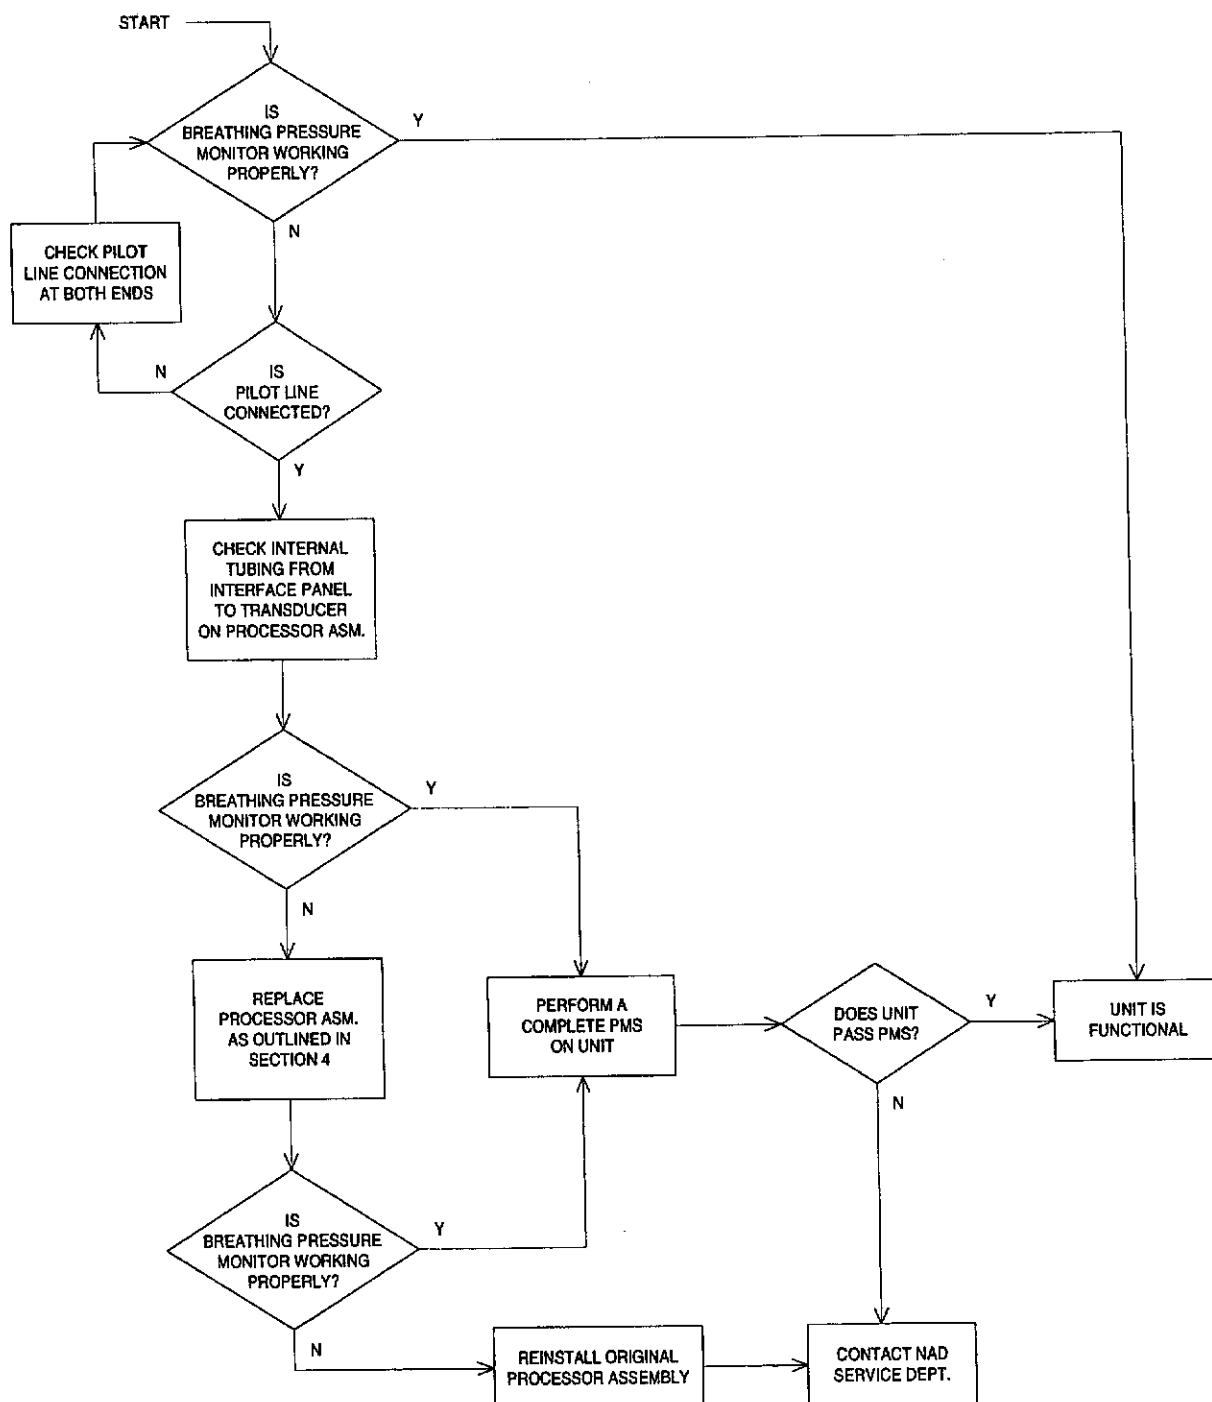 START
IS
BREATHING PRESSURE
MONITOR WORKING
PROPERLY?
Y
N
CHECK PILOT
LINE CONNECTION
AT BOTH ENDS
N
IS
PILOT LINE
CONNECTED?
Y
CHECK INTERNAL
TUBING FROM
INTERFACE PANEL
TO TRANSDUCER
ON PROCESSOR ASM.
IS
BREATHING PRESSURE
MONITOR WORKING
PROPERLY?
Y
N
REPLACE
PROCESSOR ASM.
AS OUTLINED IN
SECTION 4
PERFORM A
COMPLETE PMS
ON UNIT
DOES UNIT
PASS PMS?
Y
N
UNIT IS
FUNCTIONAL
IS
BREATHING PRESSURE
MONITOR WORKING
PROPERLY?
Y
N
REINSTALL ORIGINAL
PROCESSOR ASSEMBLY
CONTACT NAD
SERVICE DEPT.